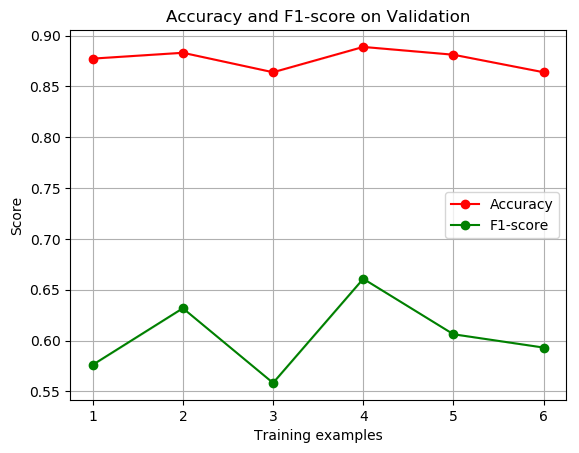 Accuracy and F1-score on Validation
0.90
0.85
0.80
0.75
0.70
0.65
0.60
0.55
Score
Accuracy
F1-score
1 2 3 4 5 6
Training examples